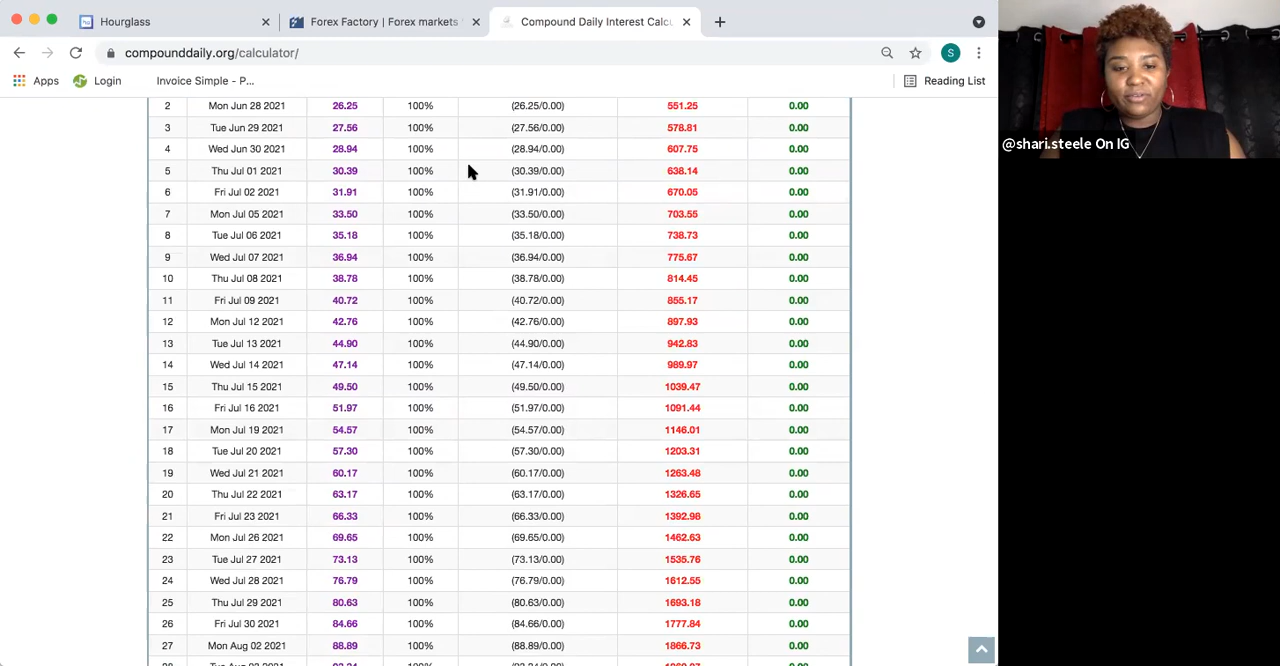 Hourglass
Forex Factory | Forex markets
Compound Daily Interest Calcu
compounddaily.org/calculator/
S
Apps Login Invoice Simple - P... Reading List
@shari.steele On IG
2 Mon Jun 28 2021 26.25 100% (26.25/0.00) 551.25 0.00
3 Tue Jun 29 2021 27.56 100% (27.56/0.00) 578.81 0.00
4 Wed Jun 30 2021 28.94 100% (28.94/0.00) 607.75 0.00
5 Thu Jul 01 2021 30.39 100% (30.39/0.00) 638.14 0.00
6 Fri Jul 02 2021 31.91 100% (31.91/0.00) 670.05 0.00
7 Mon Jul 05 2021 33.50 100% (33.50/0.00) 703.55 0.00
8 Tue Jul 06 2021 35.18 100% (35.18/0.00) 738.73 0.00
9 Wed Jul 07 2021 36.94 100% (36.94/0.00) 775.67 0.00
10 Thu Jul 08 2021 38.78 100% (38.78/0.00) 814.45 0.00
11 Fri Jul 09 2021 40.72 100% (40.72/0.00) 855.17 0.00
12 Mon Jul 12 2021 42.76 100% (42.76/0.00) 897.93 0.00
13 Tue Jul 13 2021 44.90 100% (44.90/0.00) 942.83 0.00
14 Wed Jul 14 2021 47.14 100% (47.14/0.00) 989.97 0.00
15 Thu Jul 15 2021 49.50 100% (49.50/0.00) 1039.47 0.00
16 Fri Jul 16 2021 51.97 100% (51.97/0.00) 1091.44 0.00
17 Mon Jul 19 2021 54.57 100% (54.57/0.00) 1146.01 0.00
18 Tue Jul 20 2021 57.30 100% (57.30/0.00) 1203.31 0.00
19 Wed Jul 21 2021 60.17 100% (60.17/0.00) 1263.48 0.00
20 Thu Jul 22 2021 63.17 100% (63.17/0.00) 1326.65 0.00
21 Fri Jul 23 2021 66.33 100% (66.33/0.00) 1392.98 0.00
22 Mon Jul 26 2021 69.65 100% (69.65/0.00) 1462.63 0.00
23 Tue Jul 27 2021 73.13 100% (73.13/0.00) 1535.76 0.00
24 Wed Jul 28 2021 76.79 100% (76.79/0.00) 1612.55 0.00
25 Thu Jul 29 2021 80.63 100% (80.63/0.00) 1693.18 0.00
26 Fri Jul 30 2021 84.66 100% (84.66/0.00) 1777.84 0.00
27 Mon Aug 02 2021 88.89 100% (88.89/0.00) 1866.73 0.00